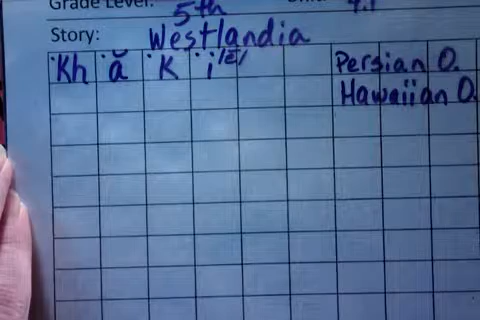 Grade Level: 5th
Story: Westlandia
Kh ă K i /ē/ Persian O.
Hawaiian O.